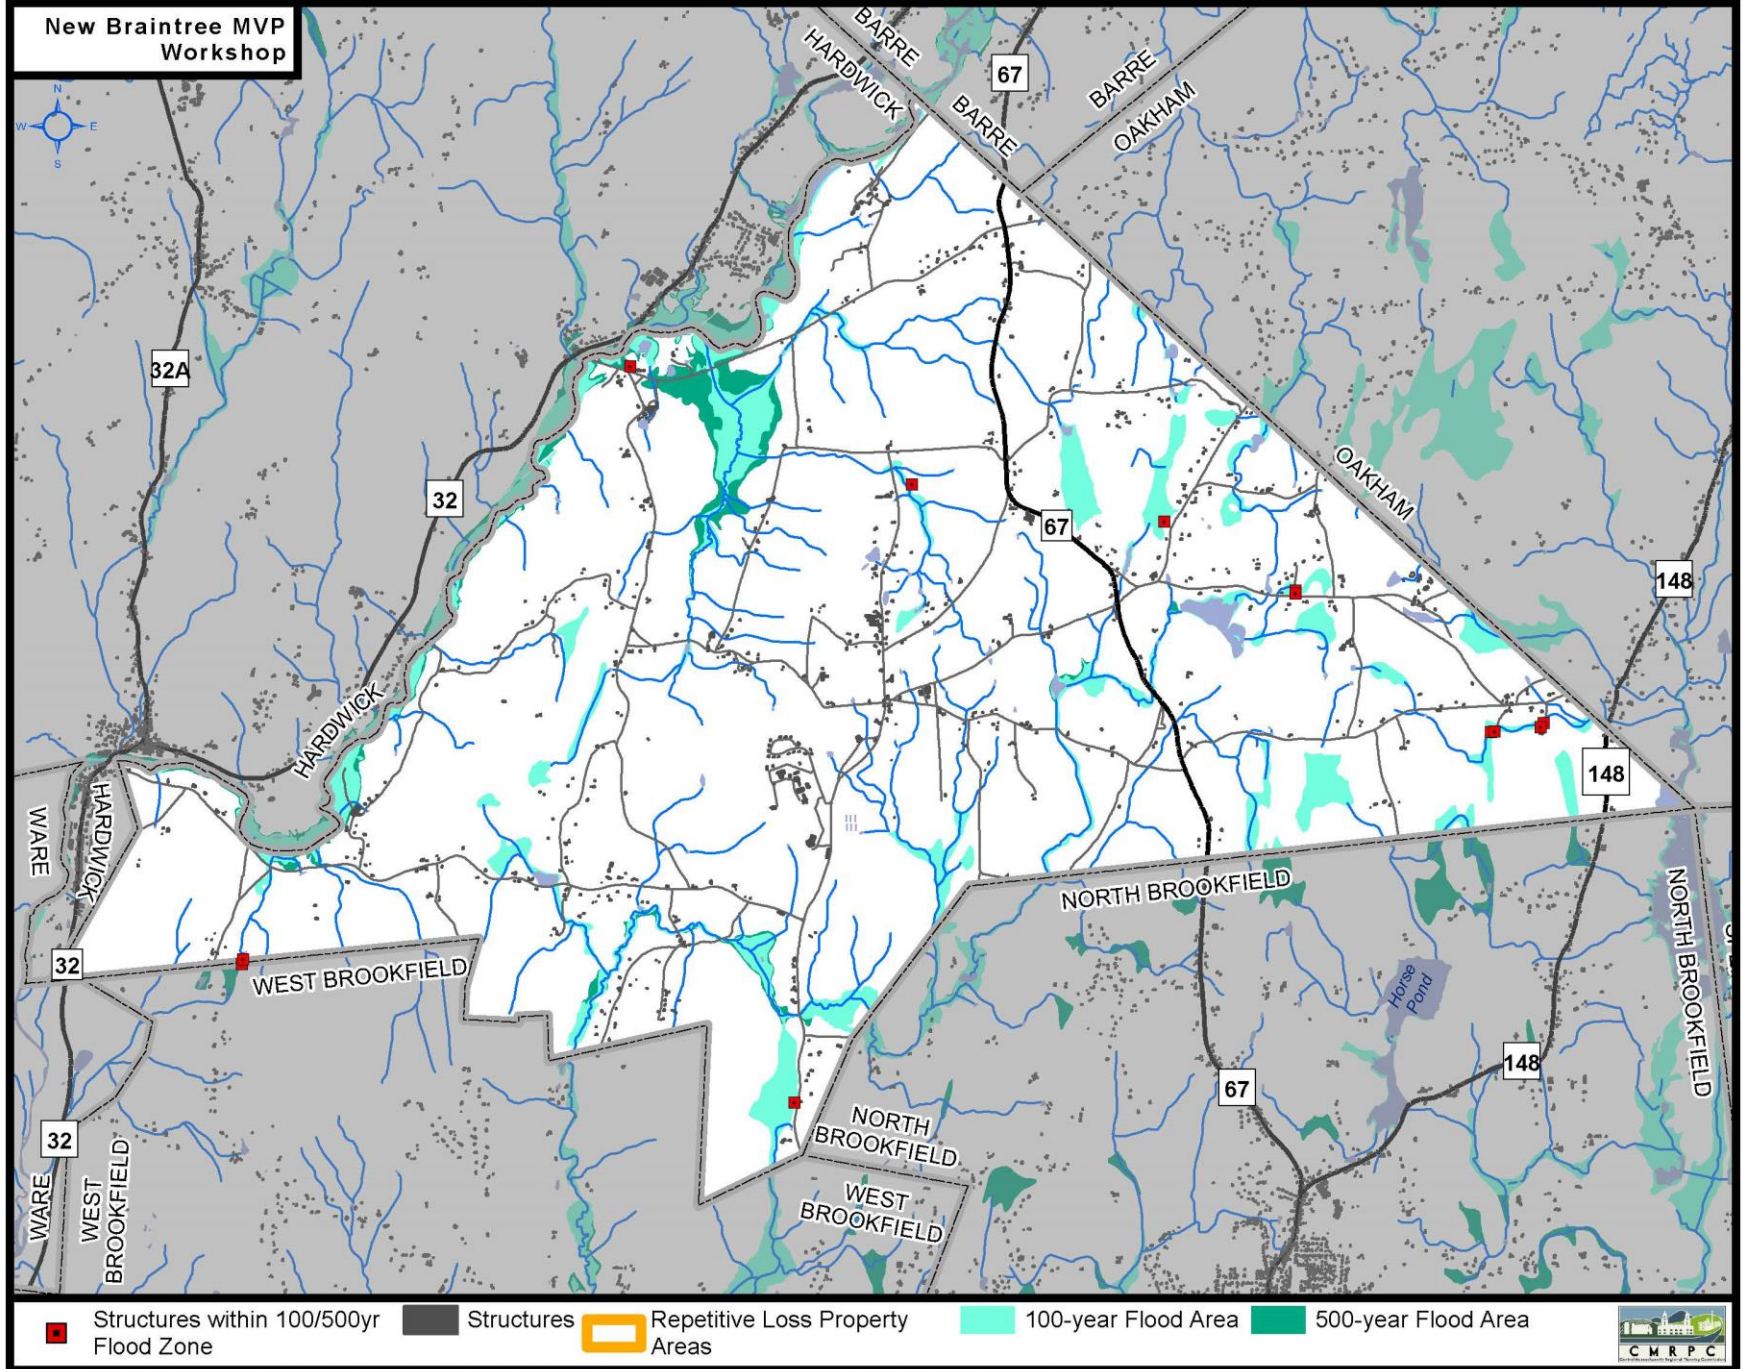 New Braintree MVP
Workshop
N
W
E
S
BARRE
HARDWICK
67
BARRE
BARRE
OAKHAM
32A
32
OAKHAM
67
148
HARDWICK
148
WARE
HARDWICK
32
WEST BROOKFIELD
NORTH BROOKFIELD
NORTH BROOKFIELD
Horse
Pond
148
67
32
NORTH
BROOKFIELD
WEST
BROOKFIELD
WARE
WEST
BROOKFIELD
Structures within 100/500yr
Flood Zone
Structures
Repetitive Loss Property
Areas
100-year Flood Area
500-year Flood Area
CMRPC